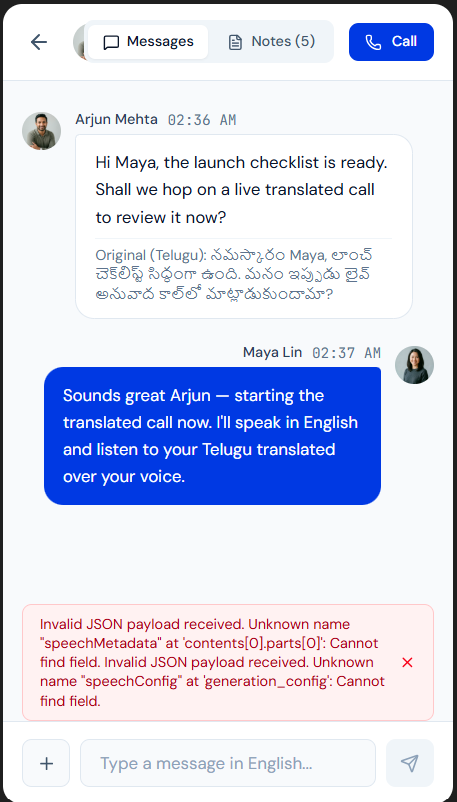 Messages
Notes (5)
Call
Arjun Mehta 02:36 AM
Hi Maya, the launch checklist is ready.
Shall we hop on a live translated call
to review it now?
Original (Telugu): నమస్కారం Maya, లాంచ్
చెక్‌లిస్ట్ సిద్ధంగా ఉంది. మనం ఇప్పుడు లైవ్
అనువాద కాల్‌లో మాట్లాడుకుందామా?
Maya Lin 02:37 AM
Sounds great Arjun — starting the
translated call now. I'll speak in English
and listen to your Telugu translated
over your voice.
Invalid JSON payload received. Unknown name
"speechMetadata" at 'contents[0].parts[0]': Cannot
find field. Invalid JSON payload received. Unknown
name "speechConfig" at 'generation_config': Cannot
find field.
Type a message in English...